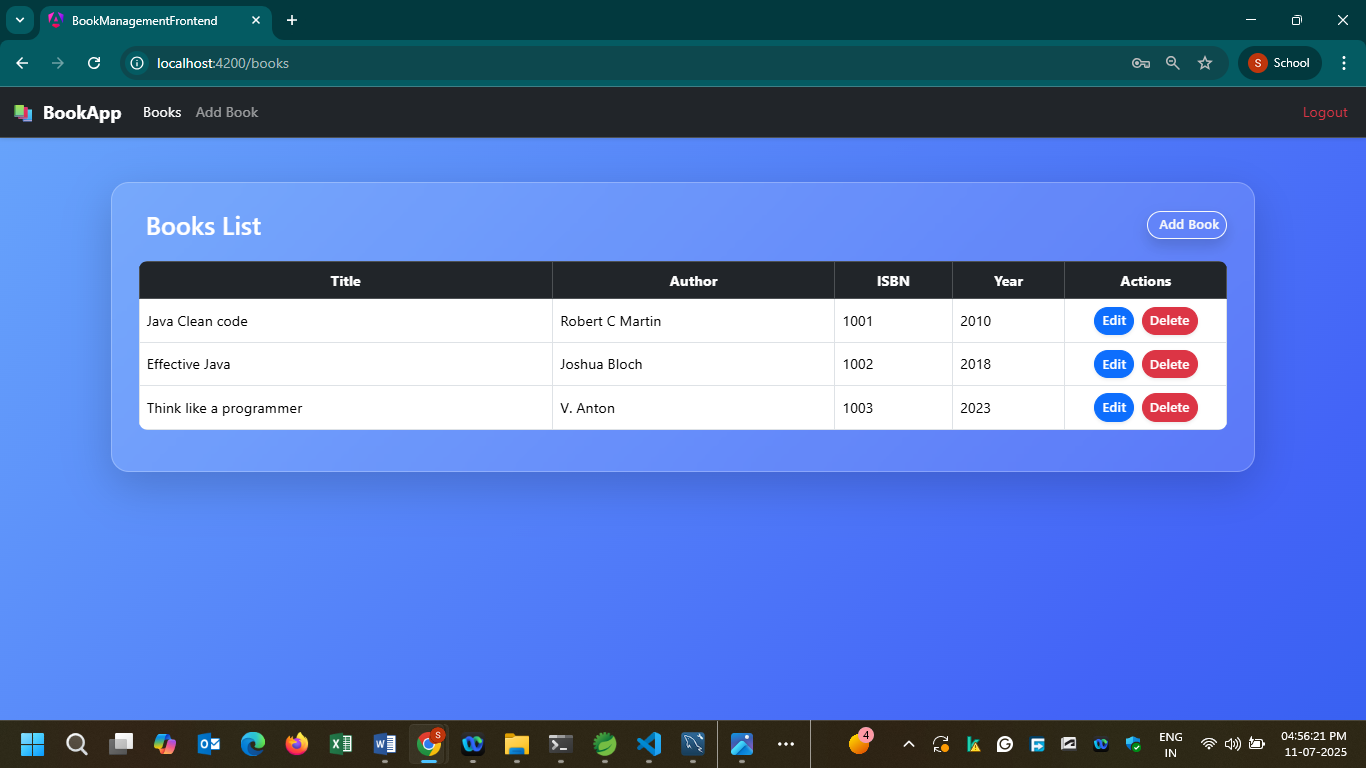 BookManagementFrontend
localhost:4200/books
S School
BookApp Books Add Book Logout
Books List Add Book
Title Author ISBN Year Actions
Java Clean code Robert C Martin 1001 2010 Edit Delete
Effective Java Joshua Bloch 1002 2018 Edit Delete
Think like a programmer V. Anton 1003 2023 Edit Delete
S 4 ENG 04:56:21 PM
IN 11-07-2025